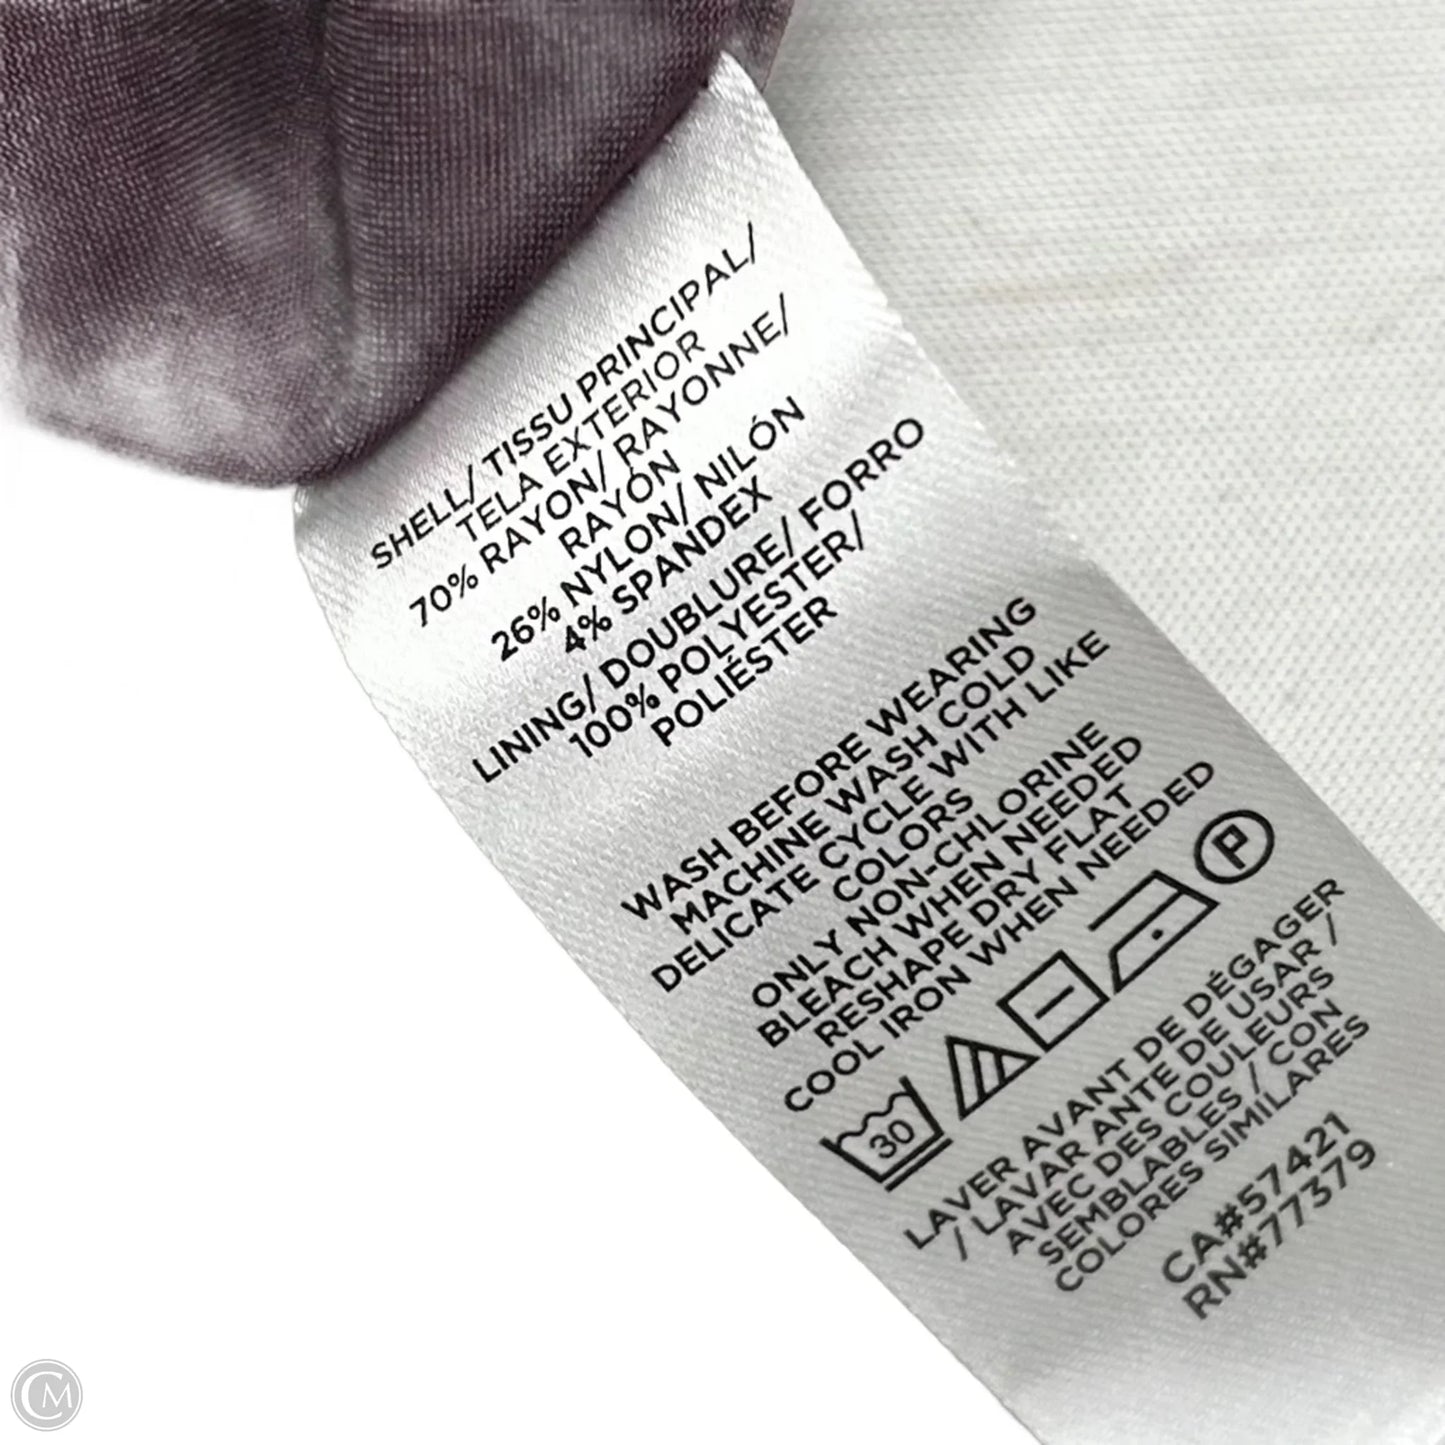 SHELL/ TISSU PRINCIPAL/
TELA EXTERIOR
70% RAYON/ RAYONNE/
RAYÓN
26% NYLON/ NILÓN
4% SPANDEX
LINING/ DOUBLURE/ FORRO
100% POLYESTER/
POLIÉSTER
WASH BEFORE WEARING
MACHINE WASH COLD
DELICATE CYCLE WITH LIKE
COLORS
ONLY NON-CHLORINE
BLEACH WHEN NEEDED
RESHAPE DRY FLAT
COOL IRON WHEN NEEDED
30
P
LAVER AVANT DE DÉGAGER
/ LAVAR ANTE DE USAR /
AVEC DES COULEURS
SEMBLABLES / CON
COLORES SIMILARES
CA#57421
RN#77379
CM